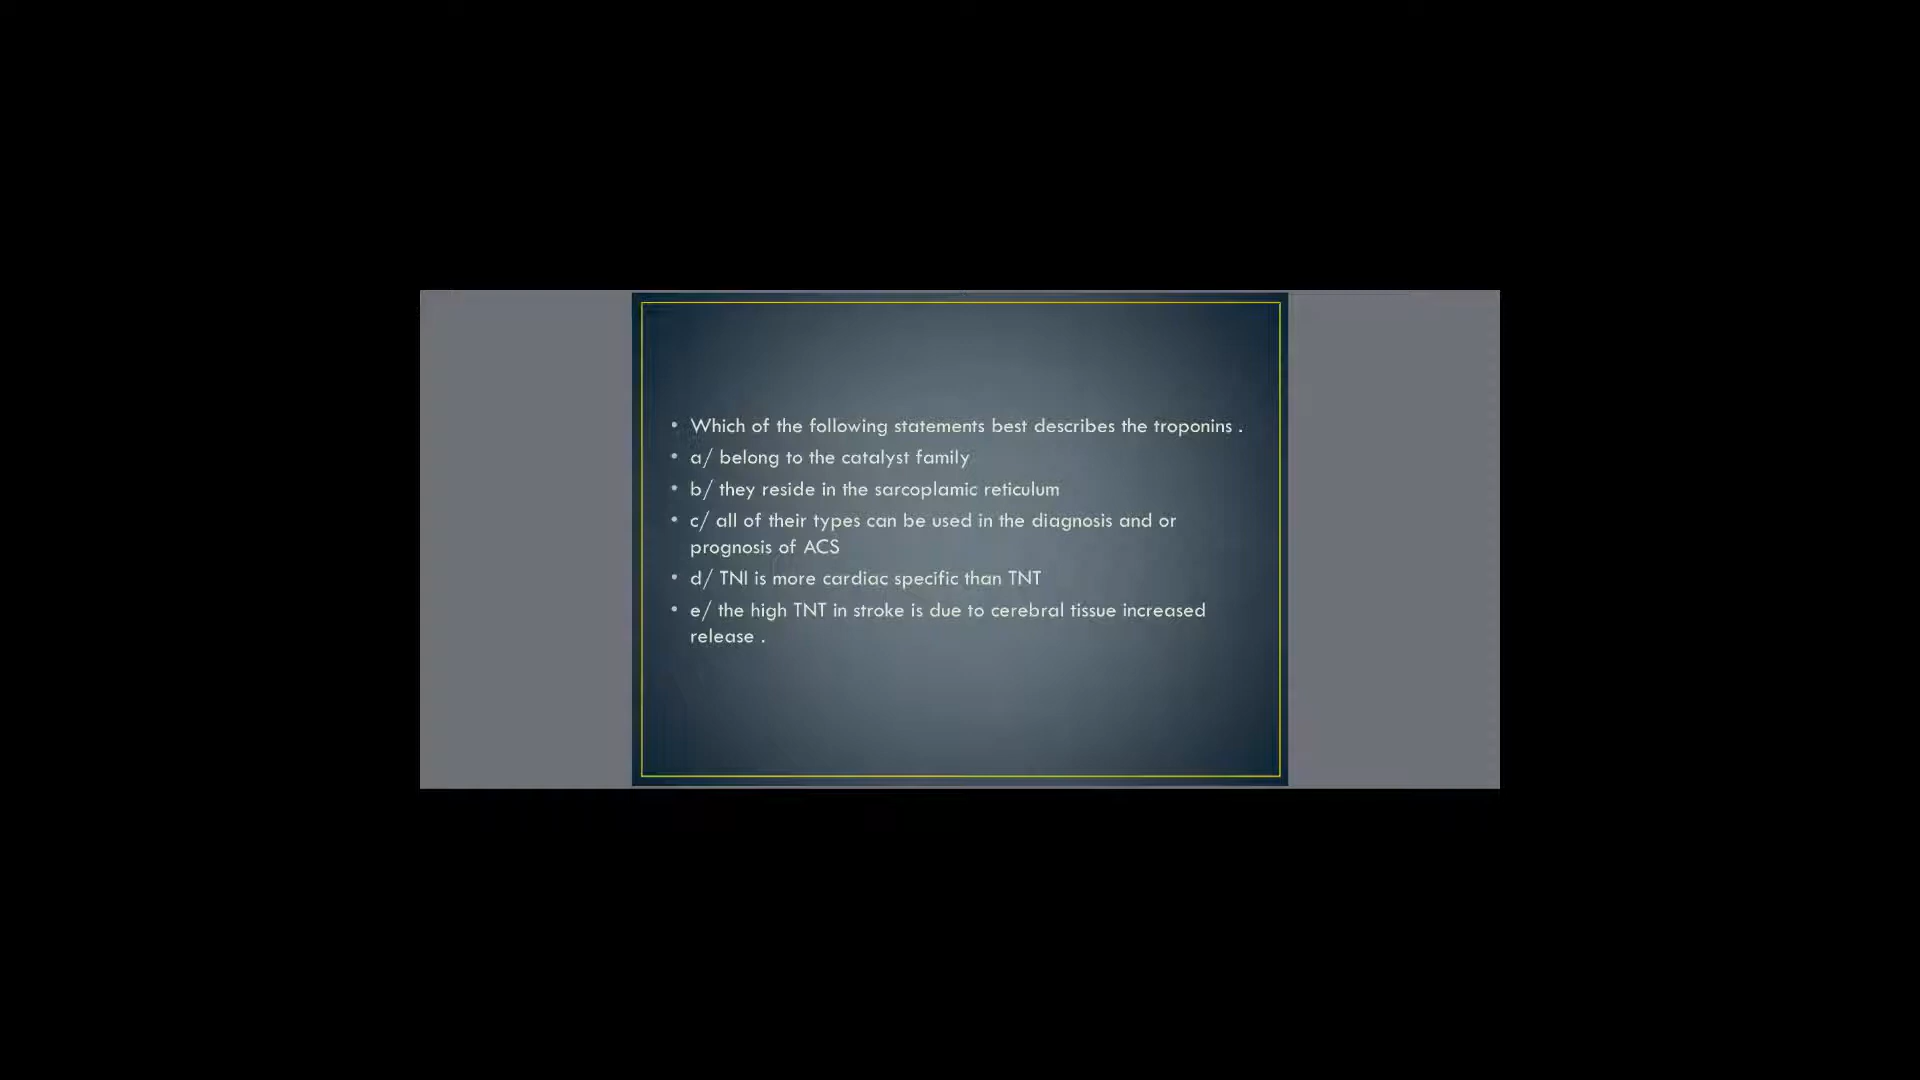 • Which of the following statements best describes the troponins .
• a/ belong to the catalyst family
• b/ they reside in the sarcoplamic reticulum
• c/ all of their types can be used in the diagnosis and or
prognosis of ACS
• d/ TNI is more cardiac specific than TNT
• e/ the high TNT in stroke is due to cerebral tissue increased
release .